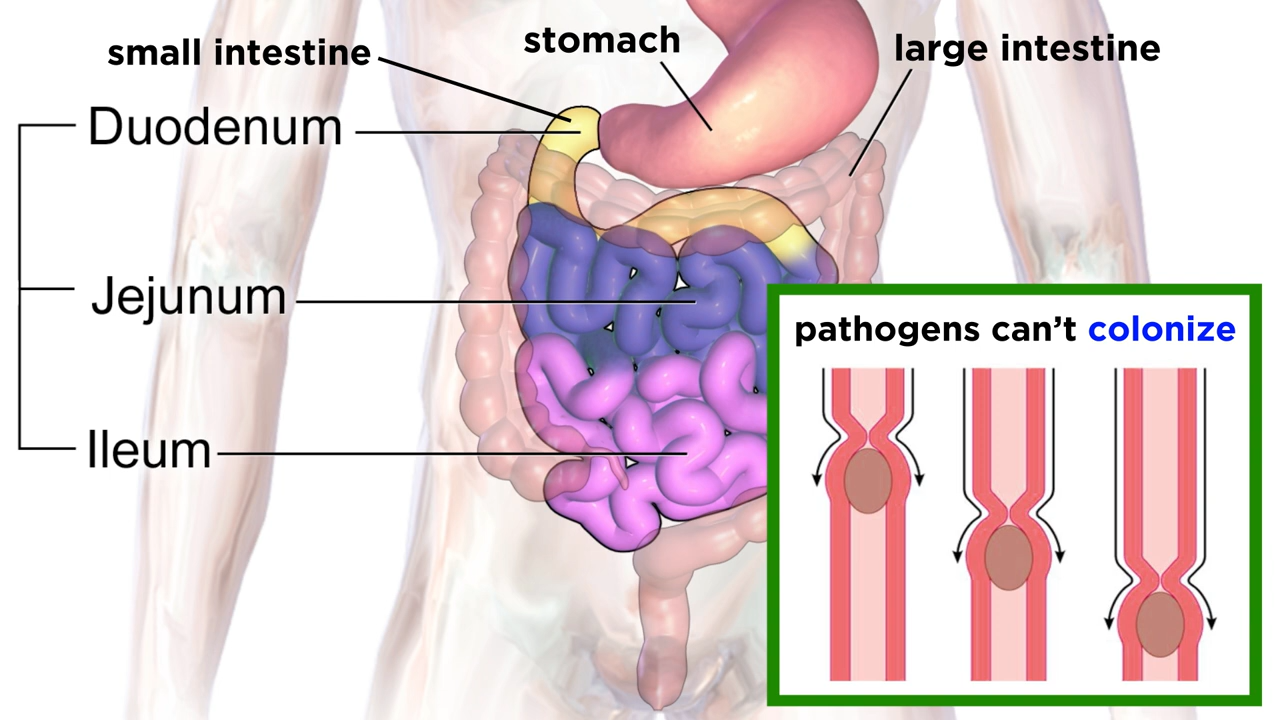 small intestine
stomach
large intestine
Duodenum
Jejunum
pathogens can’t colonize
Ileum